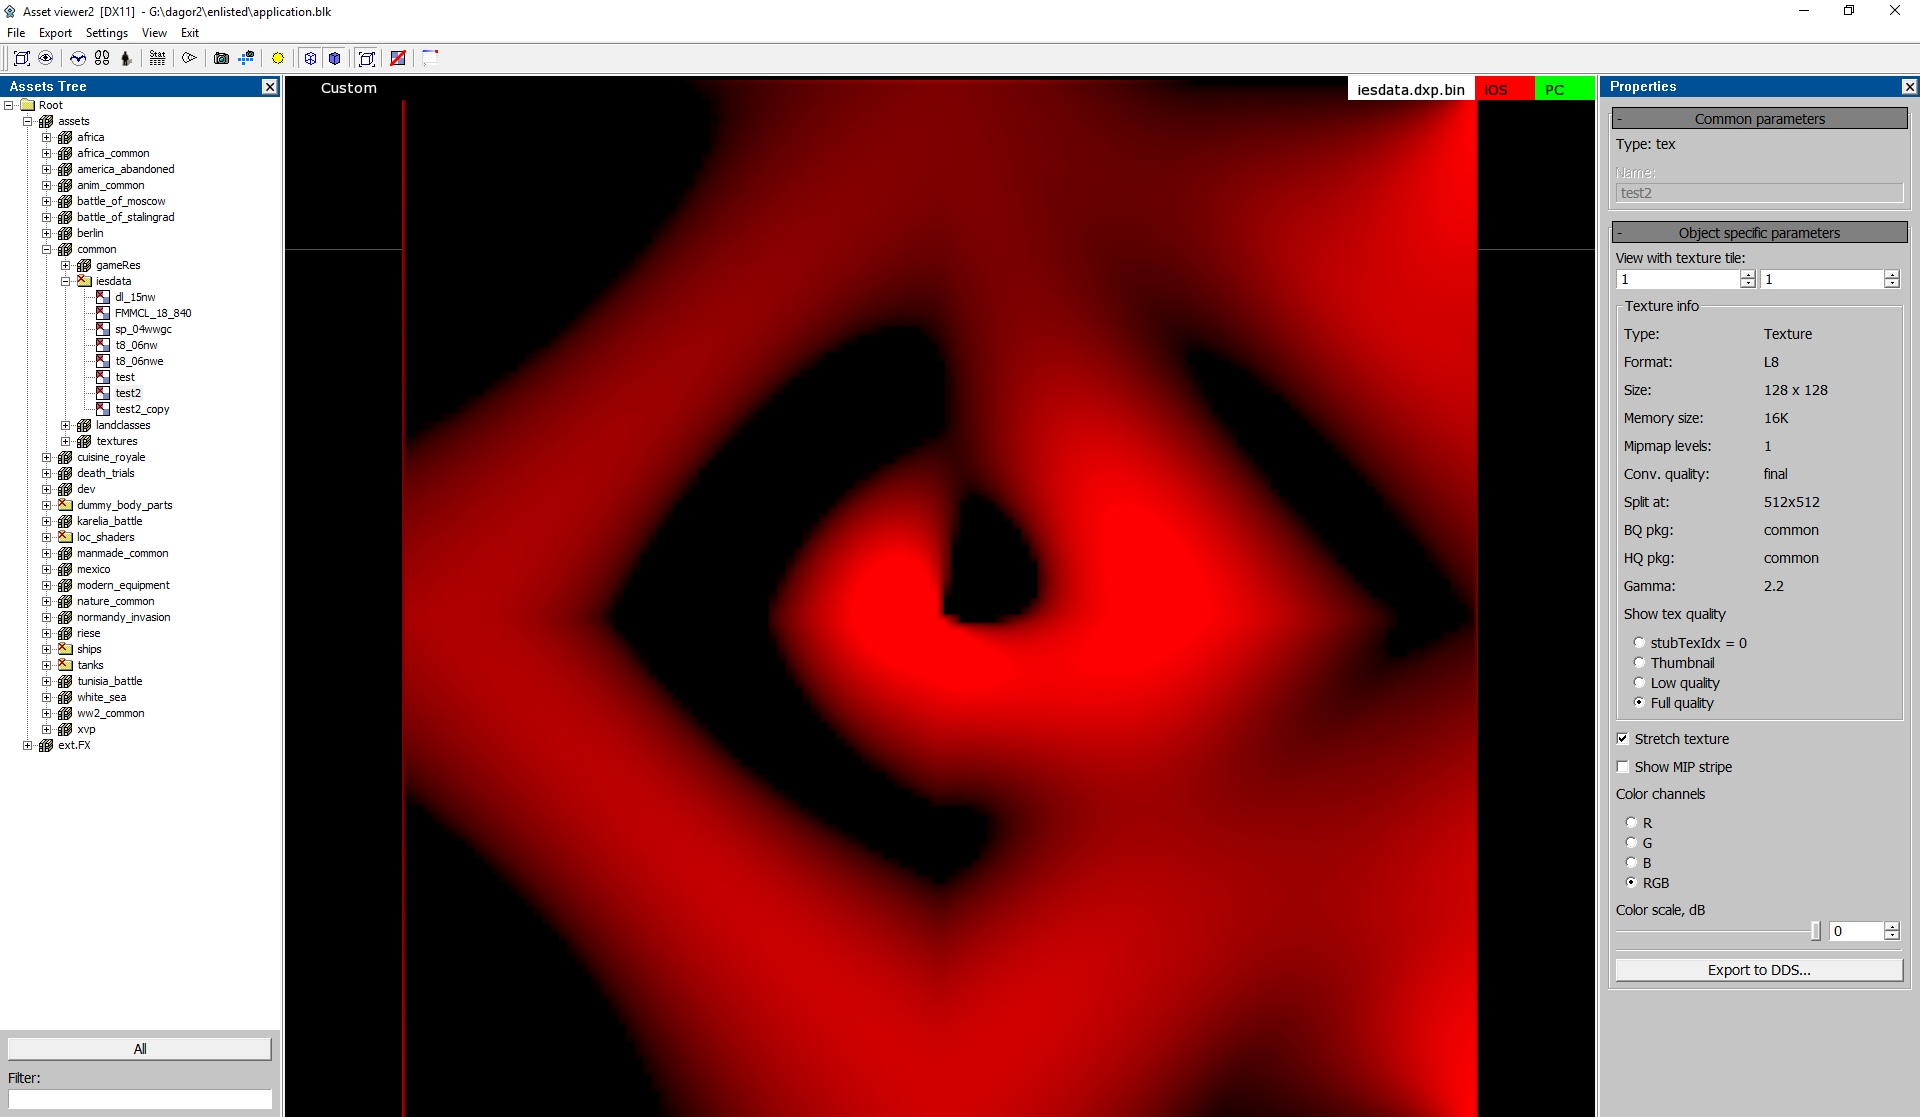 Asset viewer2 [DX11] - G:\dagor2\enlisted\application.blk
File Export Settings View Exit
Stat
Assets Tree
Root
assets
africa
africa_common
america_abandoned
anim_common
battle_of_moscow
battle_of_stalingrad
berlin
common
gameRes
iesdata
dl_15nw
FMMCL_18_840
sp_04wwgc
t8_06nw
t8_06nwe
test
test2
test2_copy
landclasses
textures
cuisine_royale
death_trials
dev
dummy_body_parts
karelia_battle
loc_shaders
manmade_common
mexico
modern_equipment
nature_common
normandy_invasion
riese
ships
tanks
tunisia_battle
white_sea
ww2_common
xvp
ext.FX
All
Filter:
Custom
iesdata.dxp.bin iOS PC
Properties
Common parameters
Type: tex
Name:
test2
Object specific parameters
View with texture tile:
1 1
Texture info
Type: Texture
Format: L8
Size: 128 x 128
Memory size: 16K
Mipmap levels: 1
Conv. quality: final
Split at: 512x512
BQ pkg: common
HQ pkg: common
Gamma: 2.2
Show tex quality
stubTexIdx = 0
Thumbnail
Low quality
Full quality
Stretch texture
Show MIP stripe
Color channels
R
G
B
RGB
Color scale, dB
0
Export to DDS...